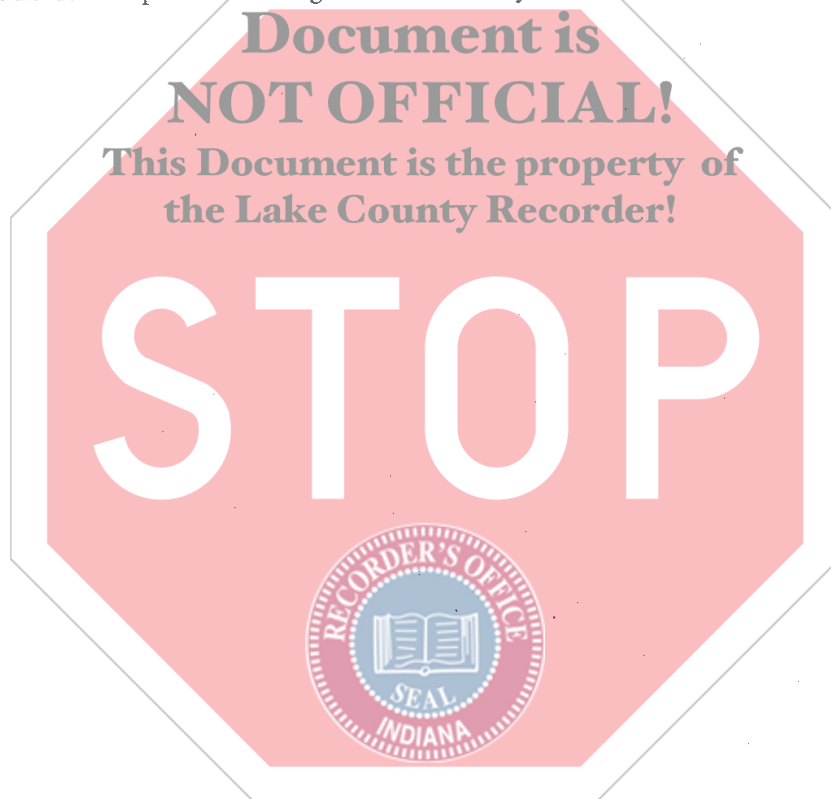 Document is
NOT OFFICIAL!
This Document is the property of
the Lake County Recorder!
STOP
RECORDER'S OFFICE
SEAL
INDIANA